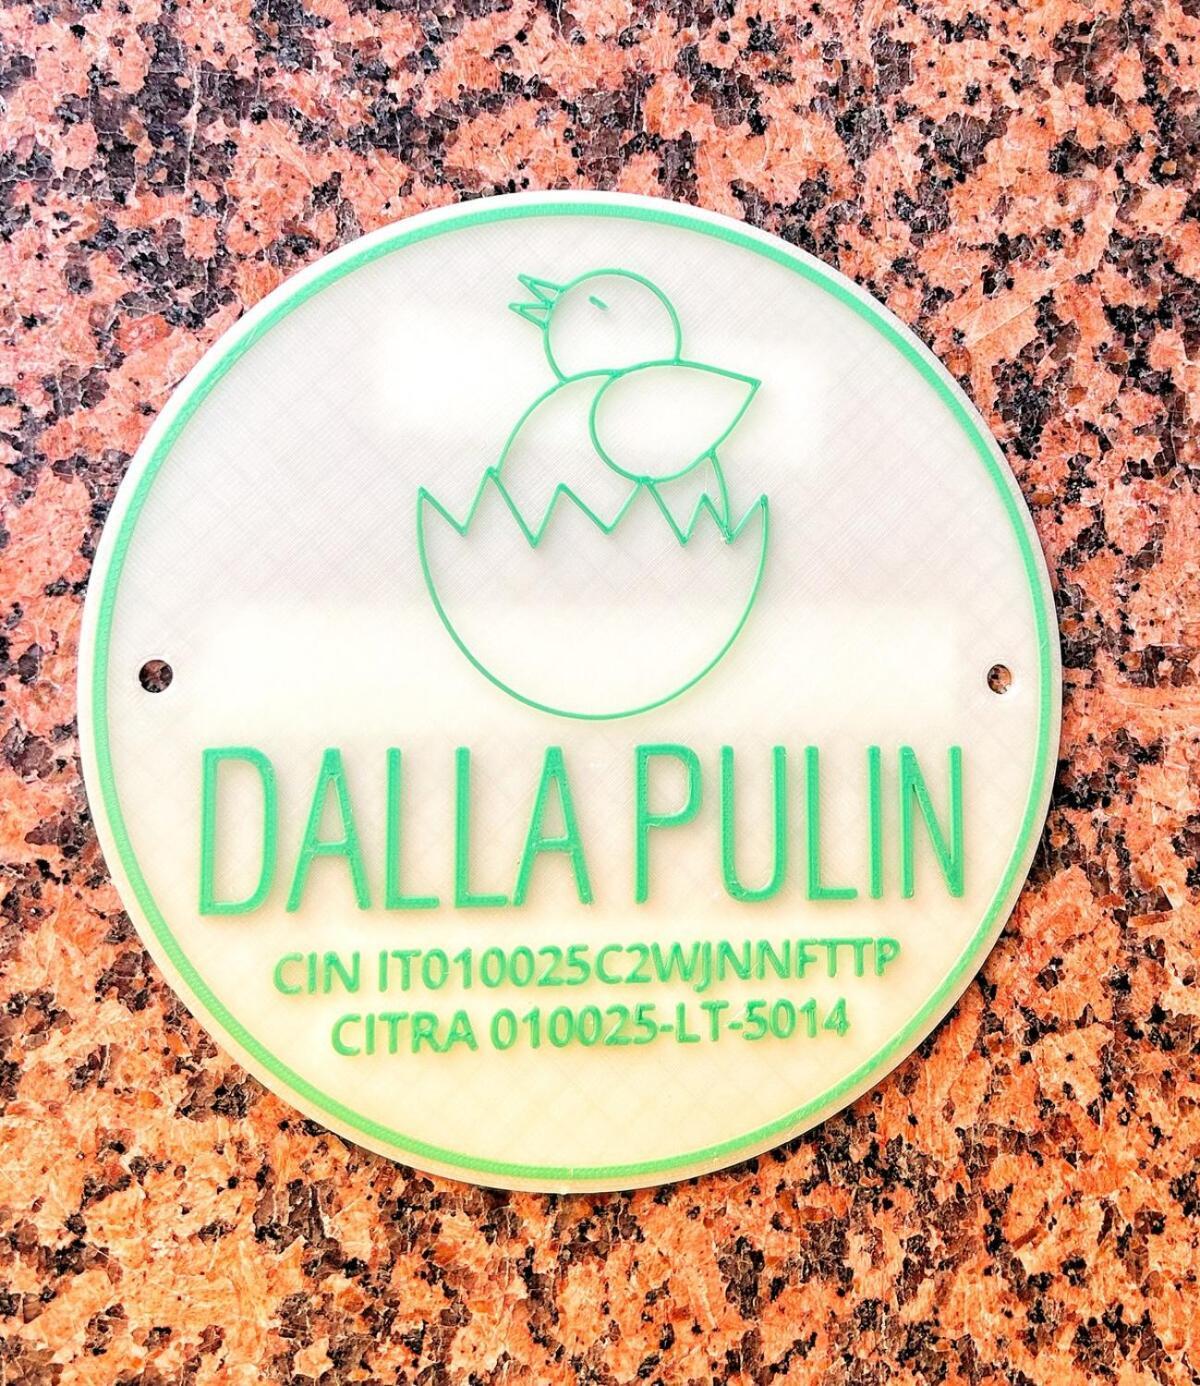 DALLA PULIN
CIN IT010025C2WJNNFTTP
CITRA 010025-LT-5014